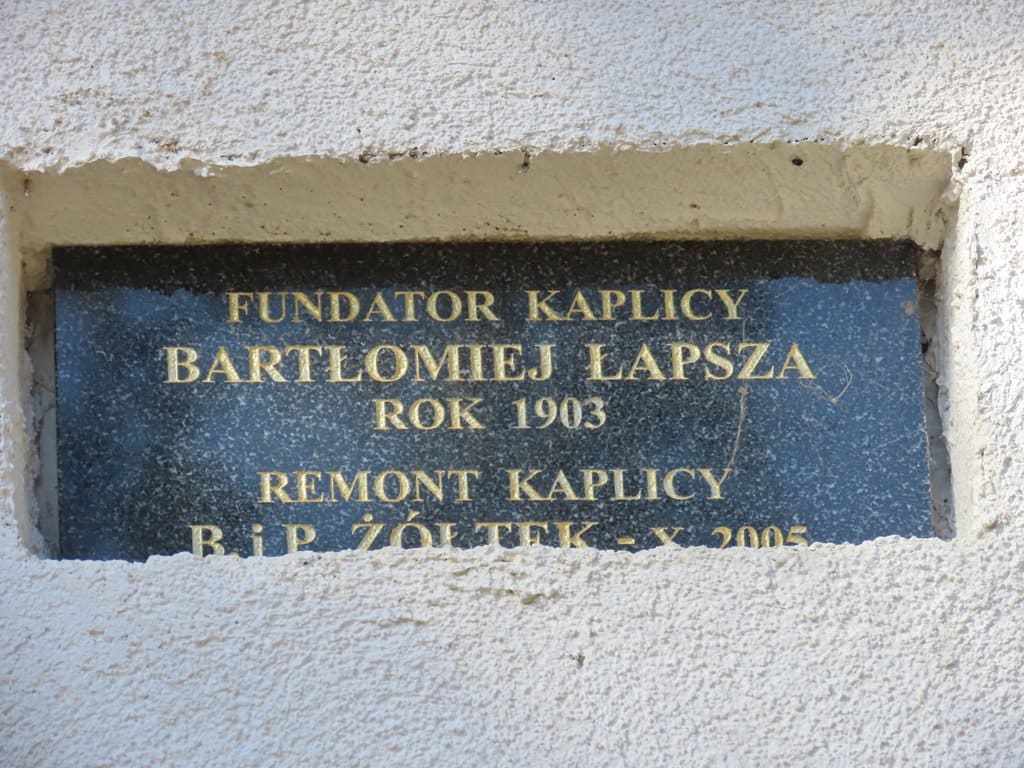 FUNDATOR KAPLICY
BARTŁOMIEJ ŁAPSZA
ROK 1903
REMONT KAPLICY
B. i P. ŻÓŁTEK - X 2005